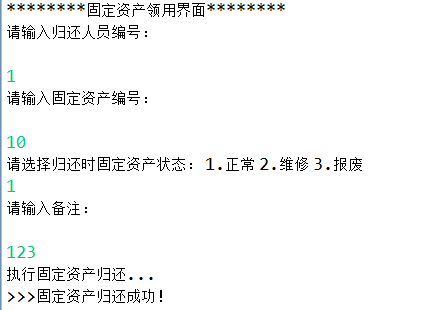 ********固定资产领用界面********
请输入归还人员编号:
1
请输入固定资产编号:
10
请选择归还时固定资产状态: 1.正常 2.维修 3.报废
1
请输入备注:
123
执行固定资产归还...
>>>固定资产归还成功!